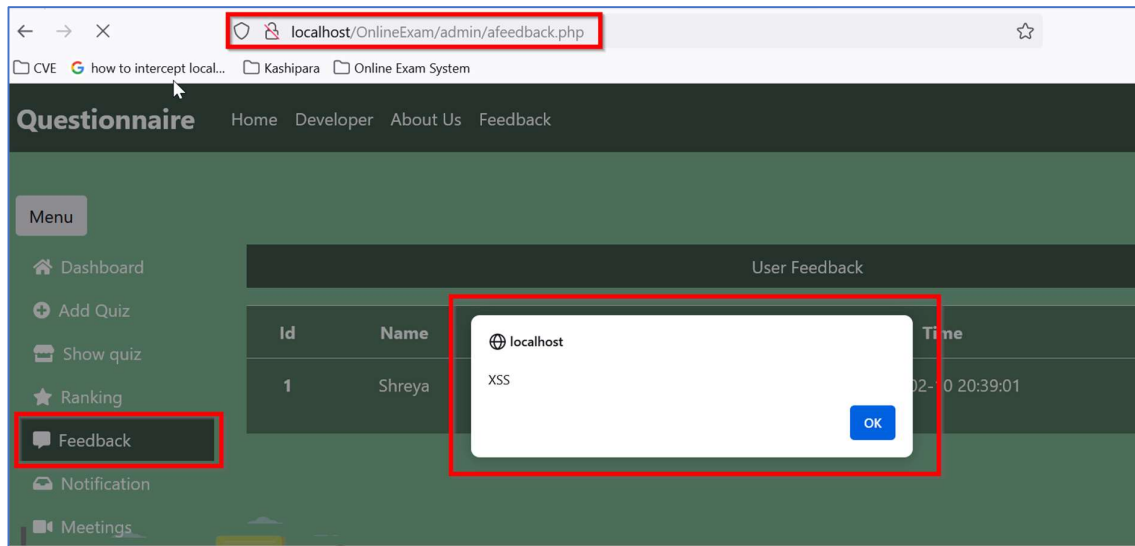 localhost/OnlineExam/admin/afeedback.php
CVE G how to intercept local... Kashipara Online Exam System
Questionnaire Home Developer About Us Feedback
Menu
Dashboard
User Feedback
Add Quiz
Id Name Time
localhost
Show quiz
XSS
1 Shreya 02-10 20:39:01
Ranking
OK
Feedback
Notification
Meetings